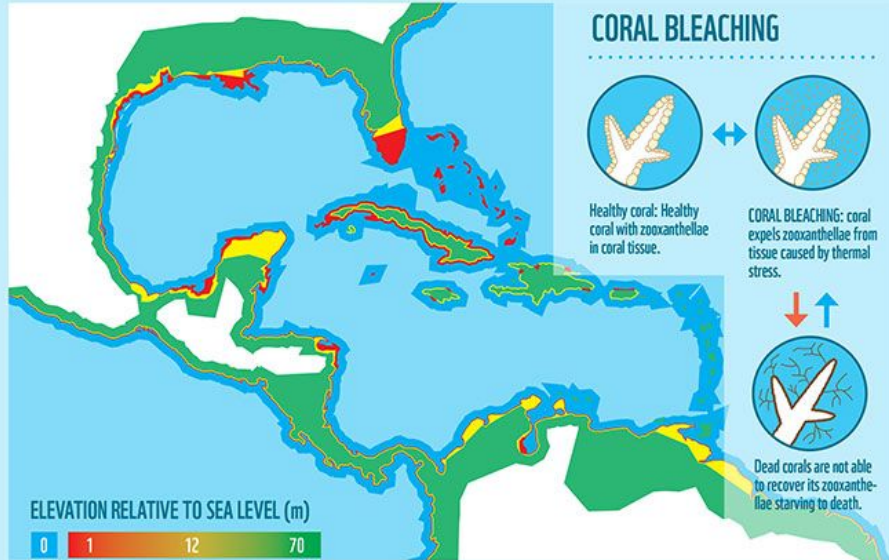 CORAL BLEACHING
Healthy coral: Healthy
coral with zooxanthellae
in coral tissue.
CORAL BLEACHING: coral
expels zooxanthellae from
tissue caused by thermal
stress.
Dead corals are not able
to recover its zooxanthe-
llae starving to death.
ELEVATION RELATIVE TO SEA LEVEL (m)
0 1 12 70